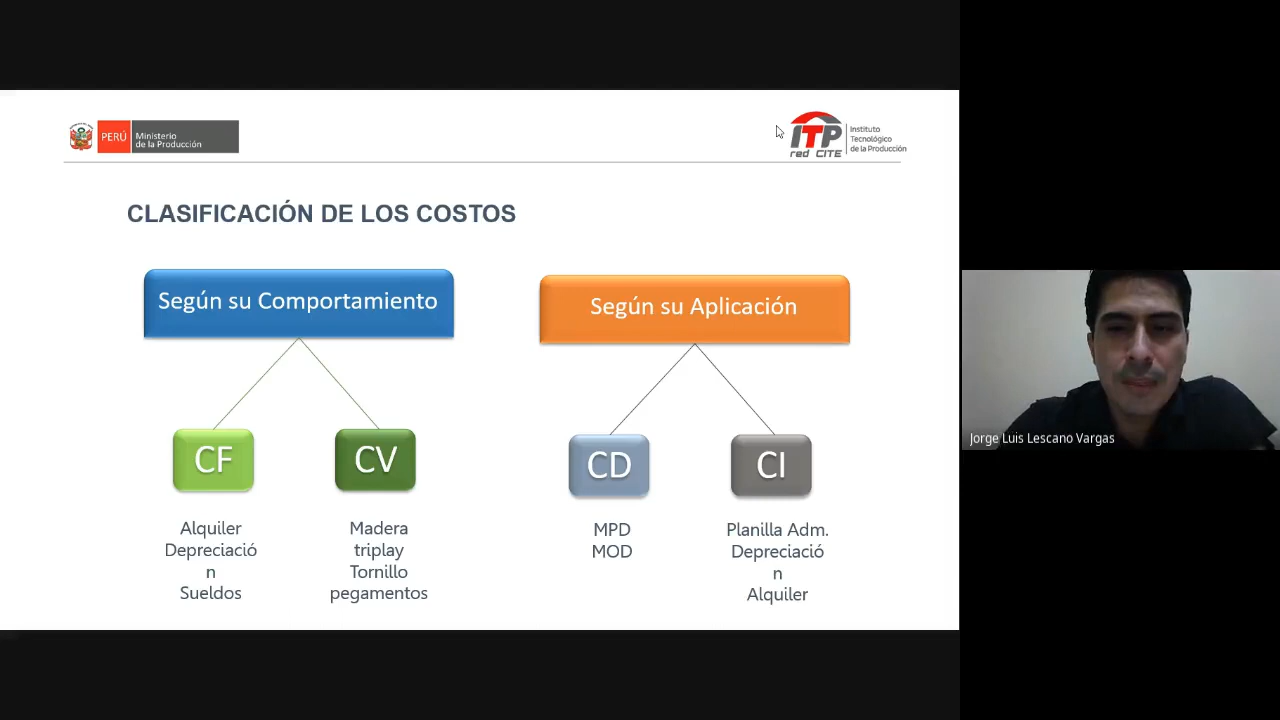 PERÚ
Ministerio
de la Producción
ITP
red CITE
Instituto
Tecnológico
de la Producción
CLASIFICACIÓN DE LOS COSTOS
Según su Comportamiento
CF
CV
Alquiler
Depreciació
n
Sueldos
Madera
triplay
Tornillo
pegamentos
Según su Aplicación
CD
CI
MPD
MOD
Planilla Adm.
Depreciació
n
Alquiler
Jorge Luis Lescano Vargas